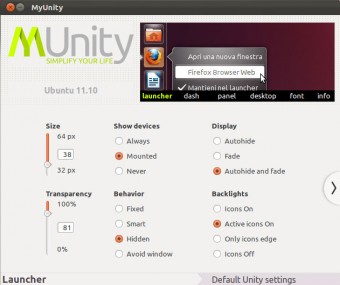 MyUnity
MUnity
SIMPLIFY YOUR LIFE
Ubuntu 11.10
Apri una nuova finestra
Firefox Browser Web
✓ Mantieni nel launcher
launcher dash panel desktop font info
Size Show devices Display
64 px Always Autohide
38 Mounted Fade
32 px Never Autohide and fade
Transparency Behavior Backlights
100% Fixed Icons On
81 Smart Active icons On
Hidden Only icons edge
0% Avoid window Icons Off
Launcher Default Unity settings